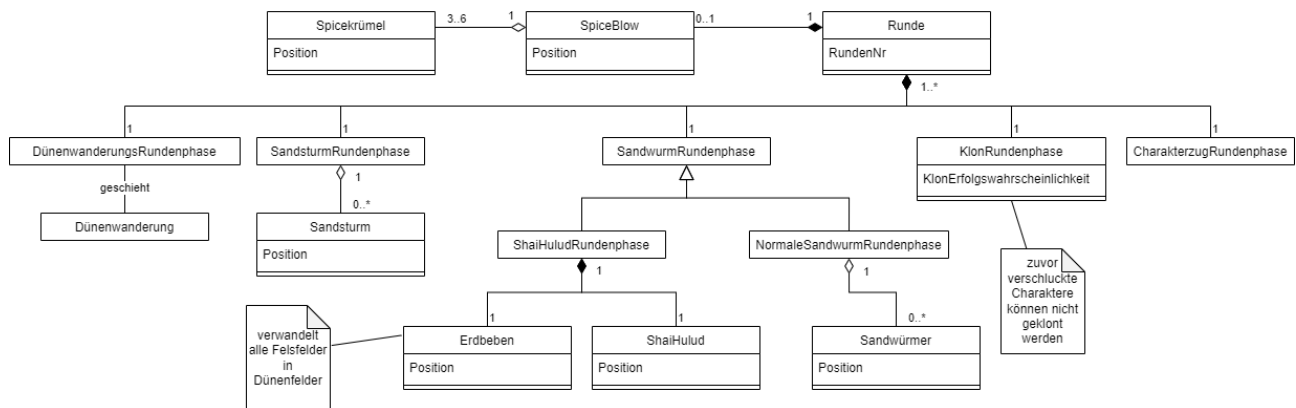 Spicekrümel
3..6
1
SpiceBlow
0..1
1
Runde
Position
Position
RundenNr
1..*
1
1
1
1
1
DünenwanderungsRundenphase
SandsturmRundenphase
SandwurmRundenphase
KlonRundenphase
CharakterzugRundenphase
KlonErfolgswahrscheinlichkeit
geschieht
1
0..*
Dünenwanderung
Sandsturm
Position
ShaiHuludRundenphase
NormaleSandwurmRundenphase
1
1
zuvor
verschluckte
Charaktere
können nicht
geklont
werden
verwandelt
alle Felsfelder
in
Dünenfelder
1
1
0..*
Erdbeben
ShaiHulud
Sandwürmer
Position
Position
Position